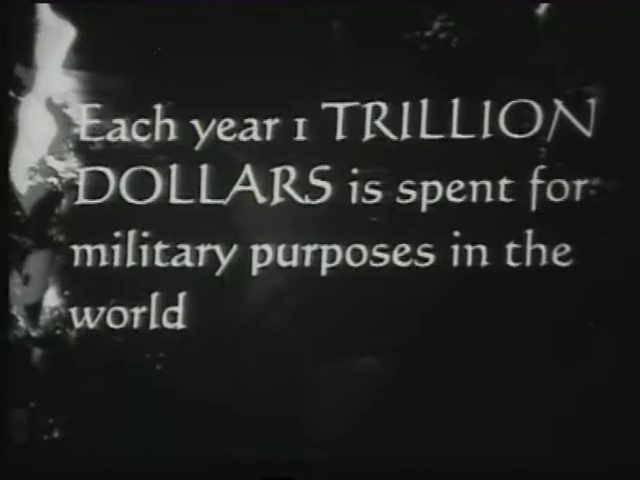 Each year 1 TRILLION
DOLLARS is spent for
military purposes in the
world